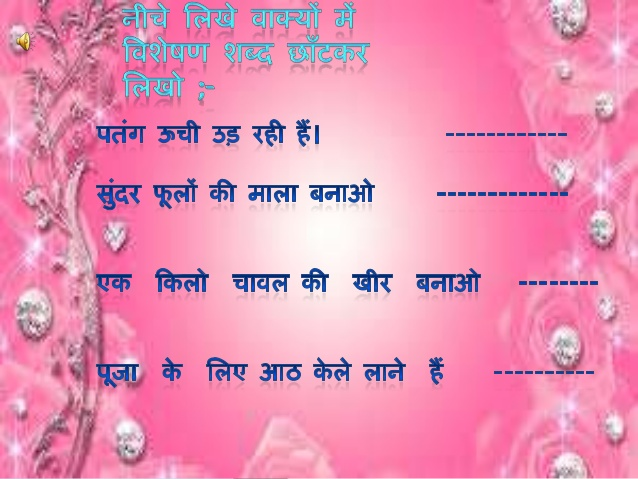 नीचे लिखे वाक्यों में
विशेषण शब्द छाँटकर
लिखो ;-
पतंग ऊची उड़ रही हैं। ------------
सुंदर फूलों की माला बनाओ -------------
एक किलो चावल की खीर बनाओ --------
पूजा के लिए आठ केले लाने हैं ----------